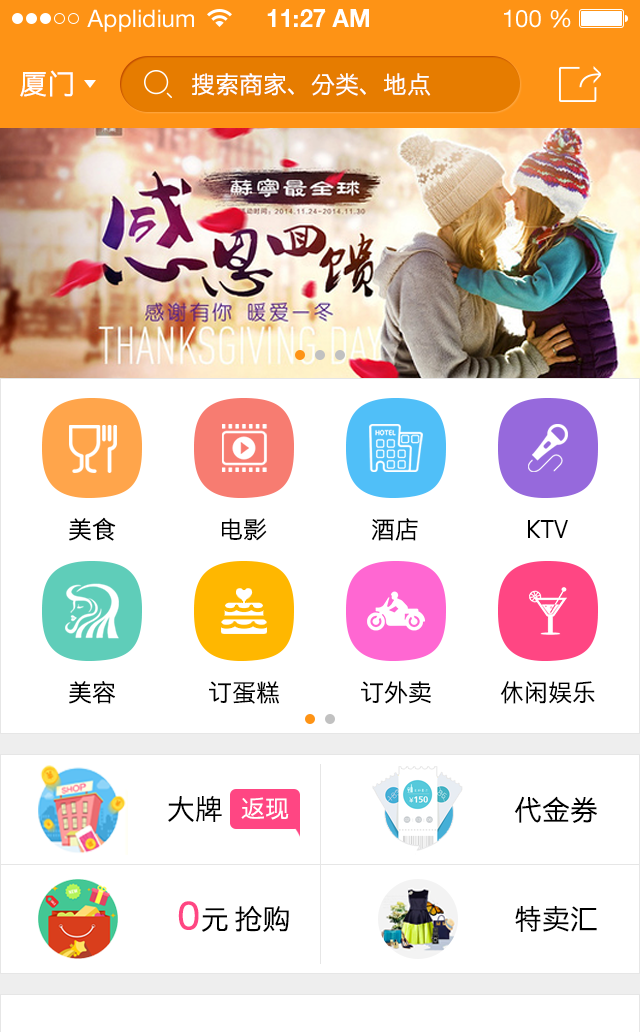 Applidium 11:27 AM 100 %
厦门 搜索商家、分类、地点
蘇寧最全球
活动时间：2014.11.24~2014.11.30
感恩回馈
感谢有你 暖爱一冬
THANKSGIVING DAY
HOTEL
美食 电影 酒店 KTV
美容 订蛋糕 订外卖 休闲娱乐
SHOP
大牌 返现
¥150
代金券
0元 抢购
特卖汇